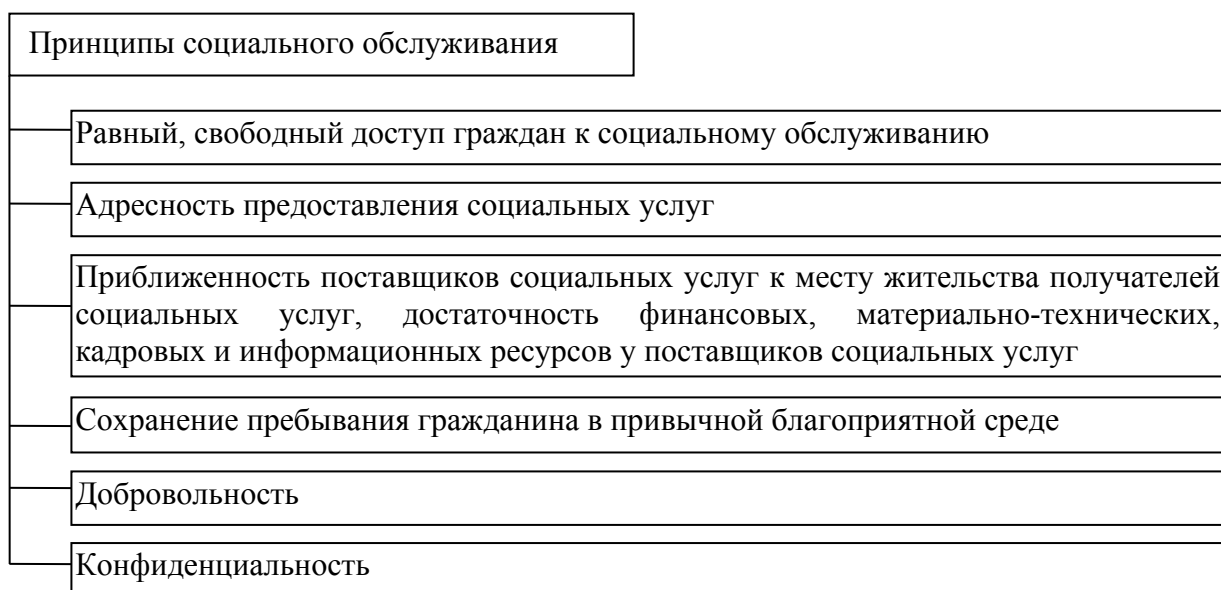 Принципы социального обслуживания
Равный, свободный доступ граждан к социальному обслуживанию
Адресность предоставления социальных услуг
Приближенность поставщиков социальных услуг к месту жительства получателей
социальных услуг, достаточность финансовых, материально-технических,
кадровых и информационных ресурсов у поставщиков социальных услуг
Сохранение пребывания гражданина в привычной благоприятной среде
Добровольность
Конфиденциальность